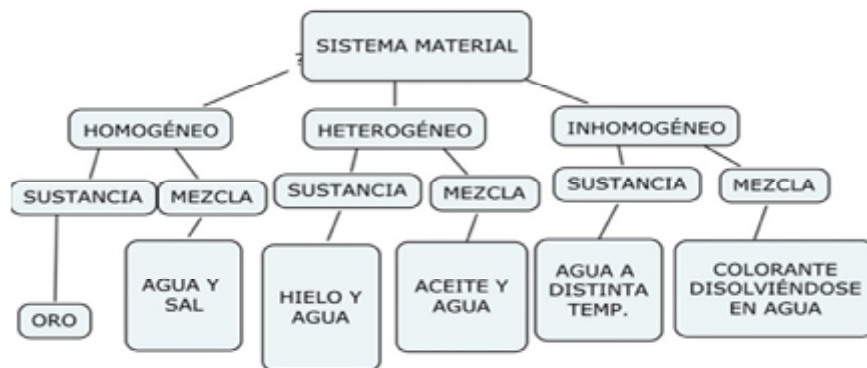 SISTEMA MATERIAL
?
HOMOGÉNEO
HETEROGÉNEO
INHOMOGÉNEO
SUSTANCIA
MEZCLA
SUSTANCIA
MEZCLA
SUSTANCIA
MEZCLA
ORO
AGUA Y
SAL
HIELO Y
AGUA
ACEITE Y
AGUA
AGUA A
DISTINTA
TEMP.
COLORANTE
DISOLVIÉNDOSE
EN AGUA